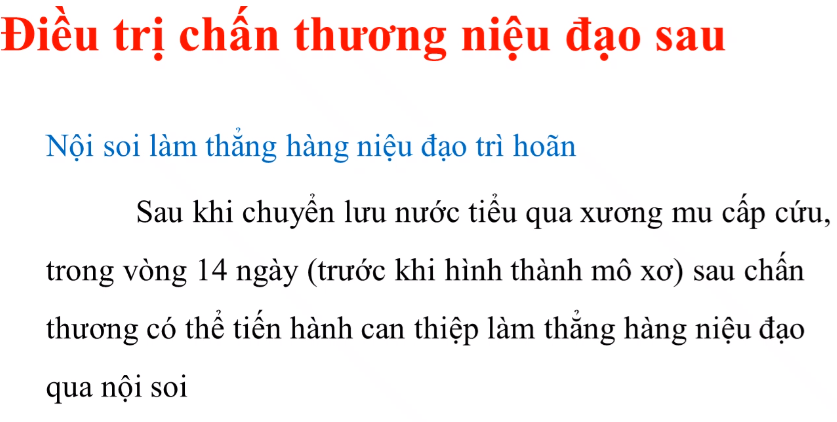 Điều trị chấn thương niệu đạo sau
Nội soi làm thẳng hàng niệu đạo trì hoãn
Sau khi chuyển lưu nước tiểu qua xương mu cấp cứu,
trong vòng 14 ngày (trước khi hình thành mô xơ) sau chấn
thương có thể tiến hành can thiệp làm thẳng hàng niệu đạo
qua nội soi